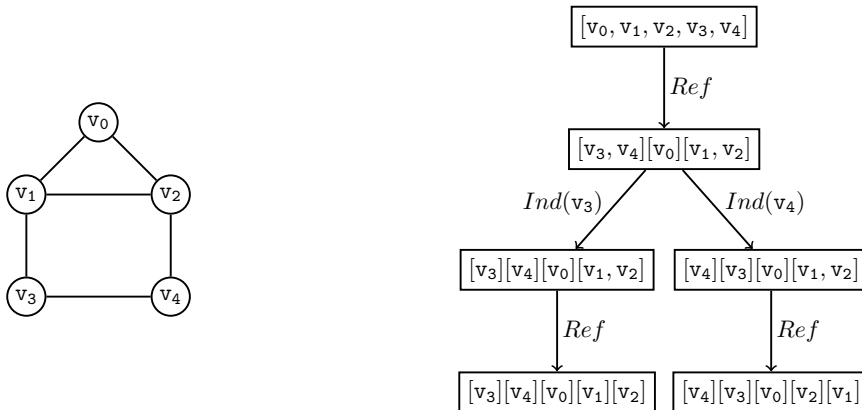 [v₀, v₁, v₂, v₃, v₄]
Ref
v₀
[v₃, v₄][v₀][v₁, v₂]
v₁ v₂
Ind(v₃) Ind(v₄)
[v₃][v₄][v₀][v₁, v₂] [v₄][v₃][v₀][v₁, v₂]
v₃ v₄
Ref Ref
[v₃][v₄][v₀][v₁][v₂] [v₄][v₃][v₀][v₂][v₁]